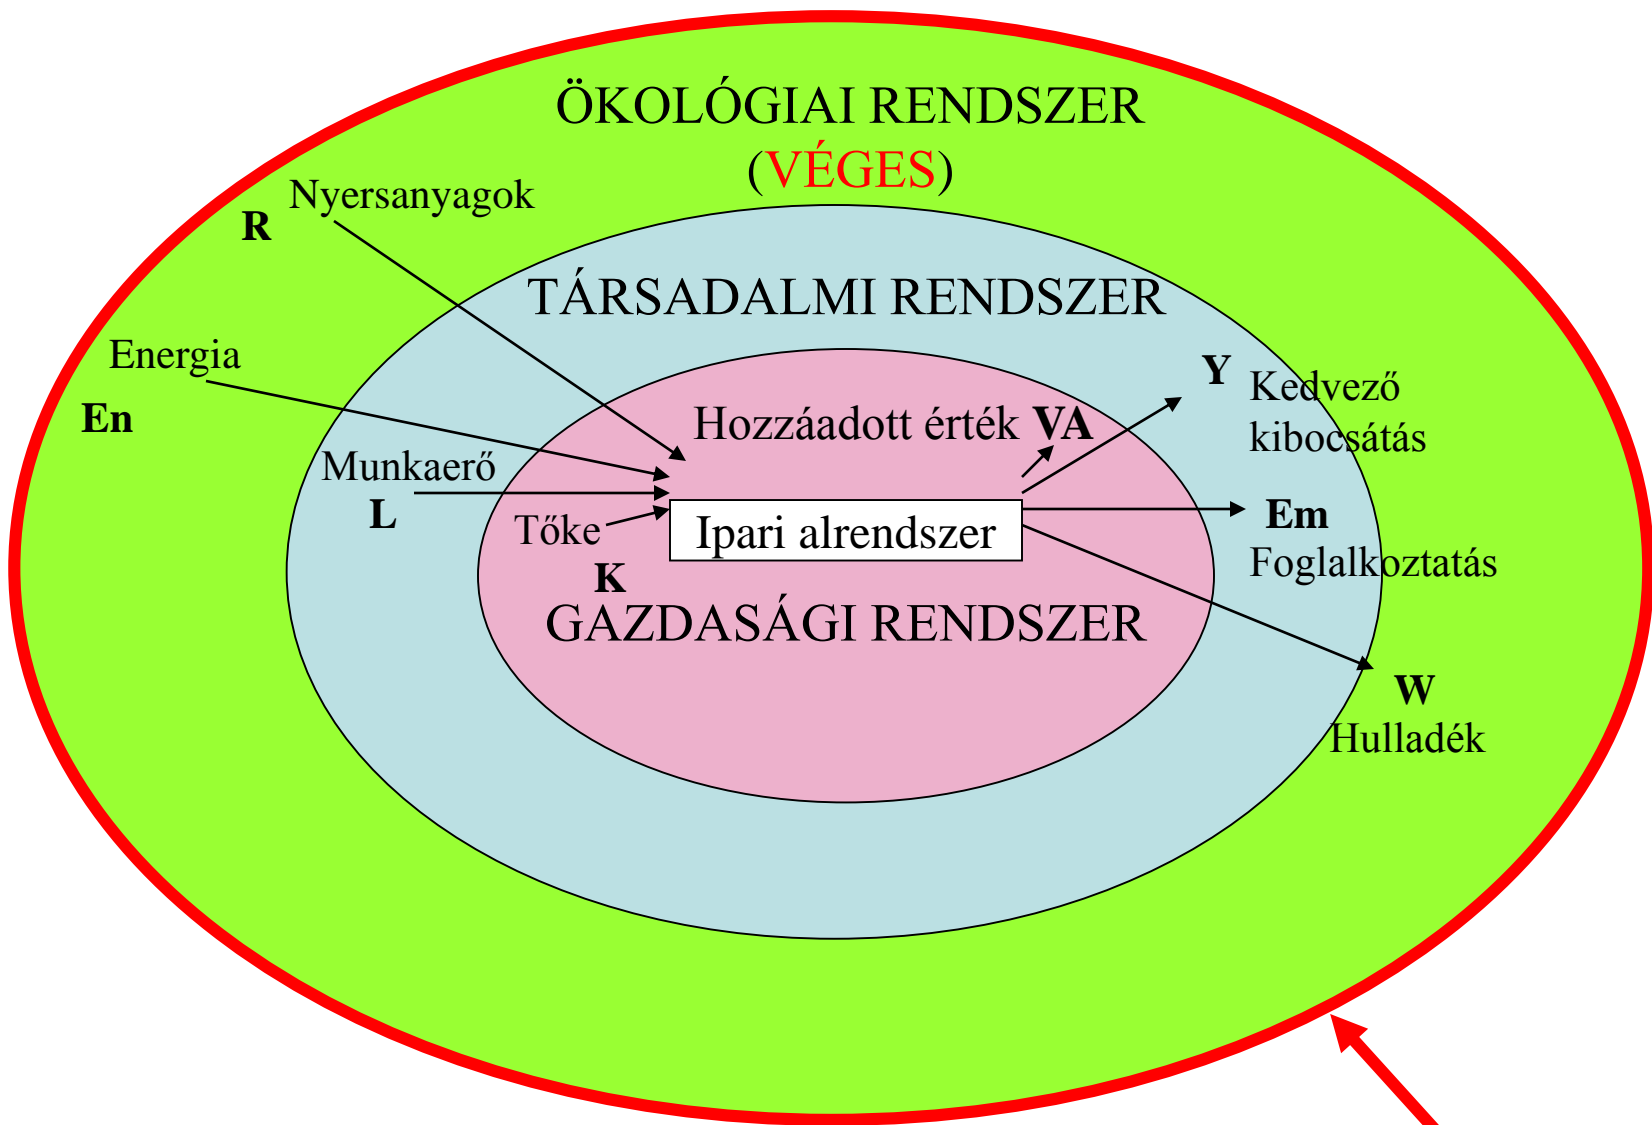 ÖKOLÓGIAI RENDSZER
(VÉGES)
Nyersanyagok
R
TÁRSADALMI RENDSZER
Energia
En
Y
Kedvező
kibocsátás
Hozzáadott érték VA
Munkaerő
L
Tőke
K
Ipari alrendszer
Em
Foglalkoztatás
GAZDASÁGI RENDSZER
W
Hulladék